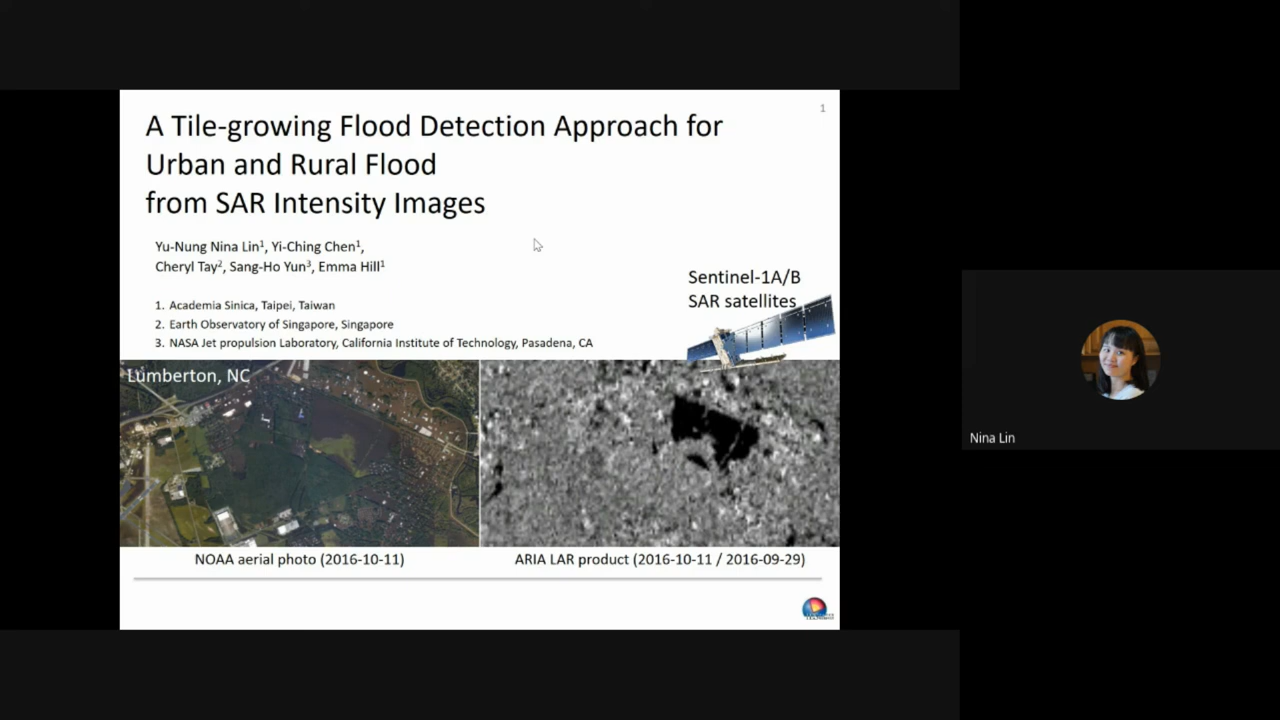 1
A Tile-growing Flood Detection Approach for
Urban and Rural Flood
from SAR Intensity Images
Yu-Nung Nina Lin1, Yi-Ching Chen1,
Cheryl Tay2, Sang-Ho Yun3, Emma Hill1
1. Academia Sinica, Taipei, Taiwan
2. Earth Observatory of Singapore, Singapore
3. NASA Jet propulsion Laboratory, California Institute of Technology, Pasadena, CA
Sentinel-1A/B
SAR satellites
Lumberton, NC
NOAA aerial photo (2016-10-11)
ARIA LAR product (2016-10-11 / 2016-09-29)
Nina Lin